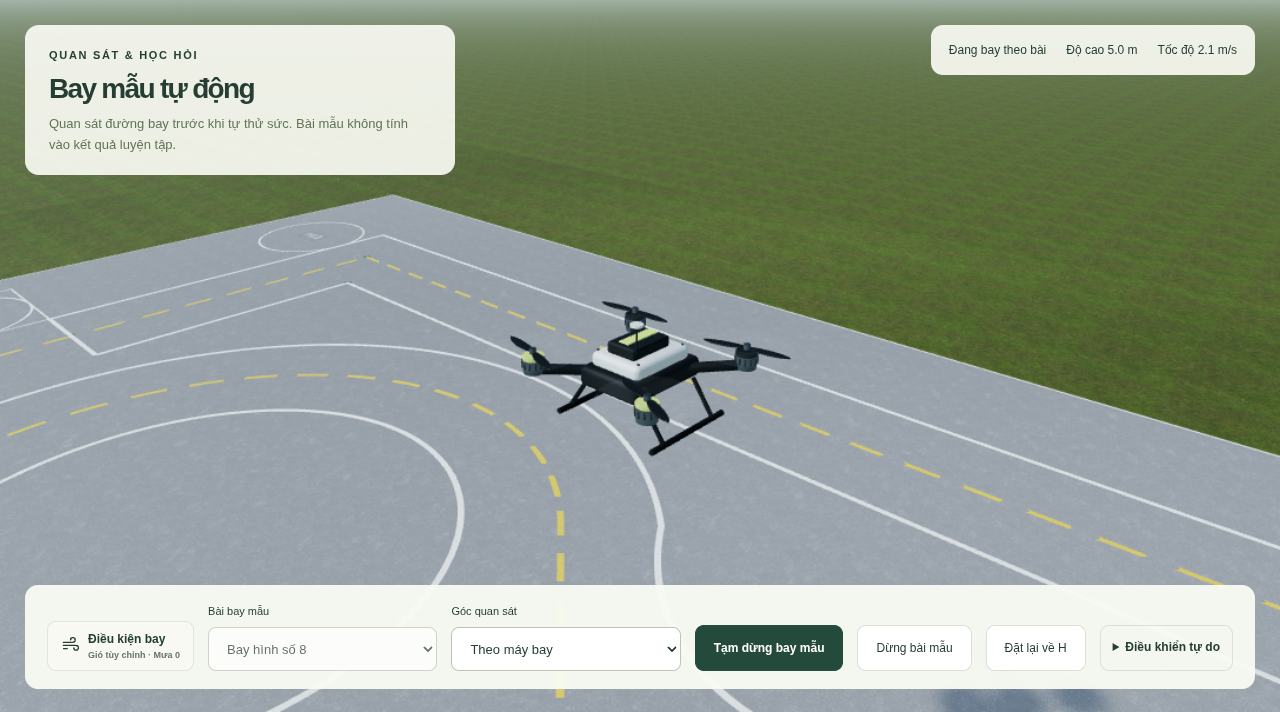 QUAN SÁT & HỌC HỎI
Bay mẫu tự động
Quan sát đường bay trước khi tự thử sức. Bài mẫu không tính
vào kết quả luyện tập.
Đang bay theo bài Độ cao 5.0 m Tốc độ 2.1 m/s
Điều kiện bay
Gió tùy chỉnh · Mưa 0
Bài bay mẫu
Bay hình số 8
Góc quan sát
Theo máy bay
Tạm dừng bay mẫu
Dừng bài mẫu
Đặt lại về H
Điều khiển tự do